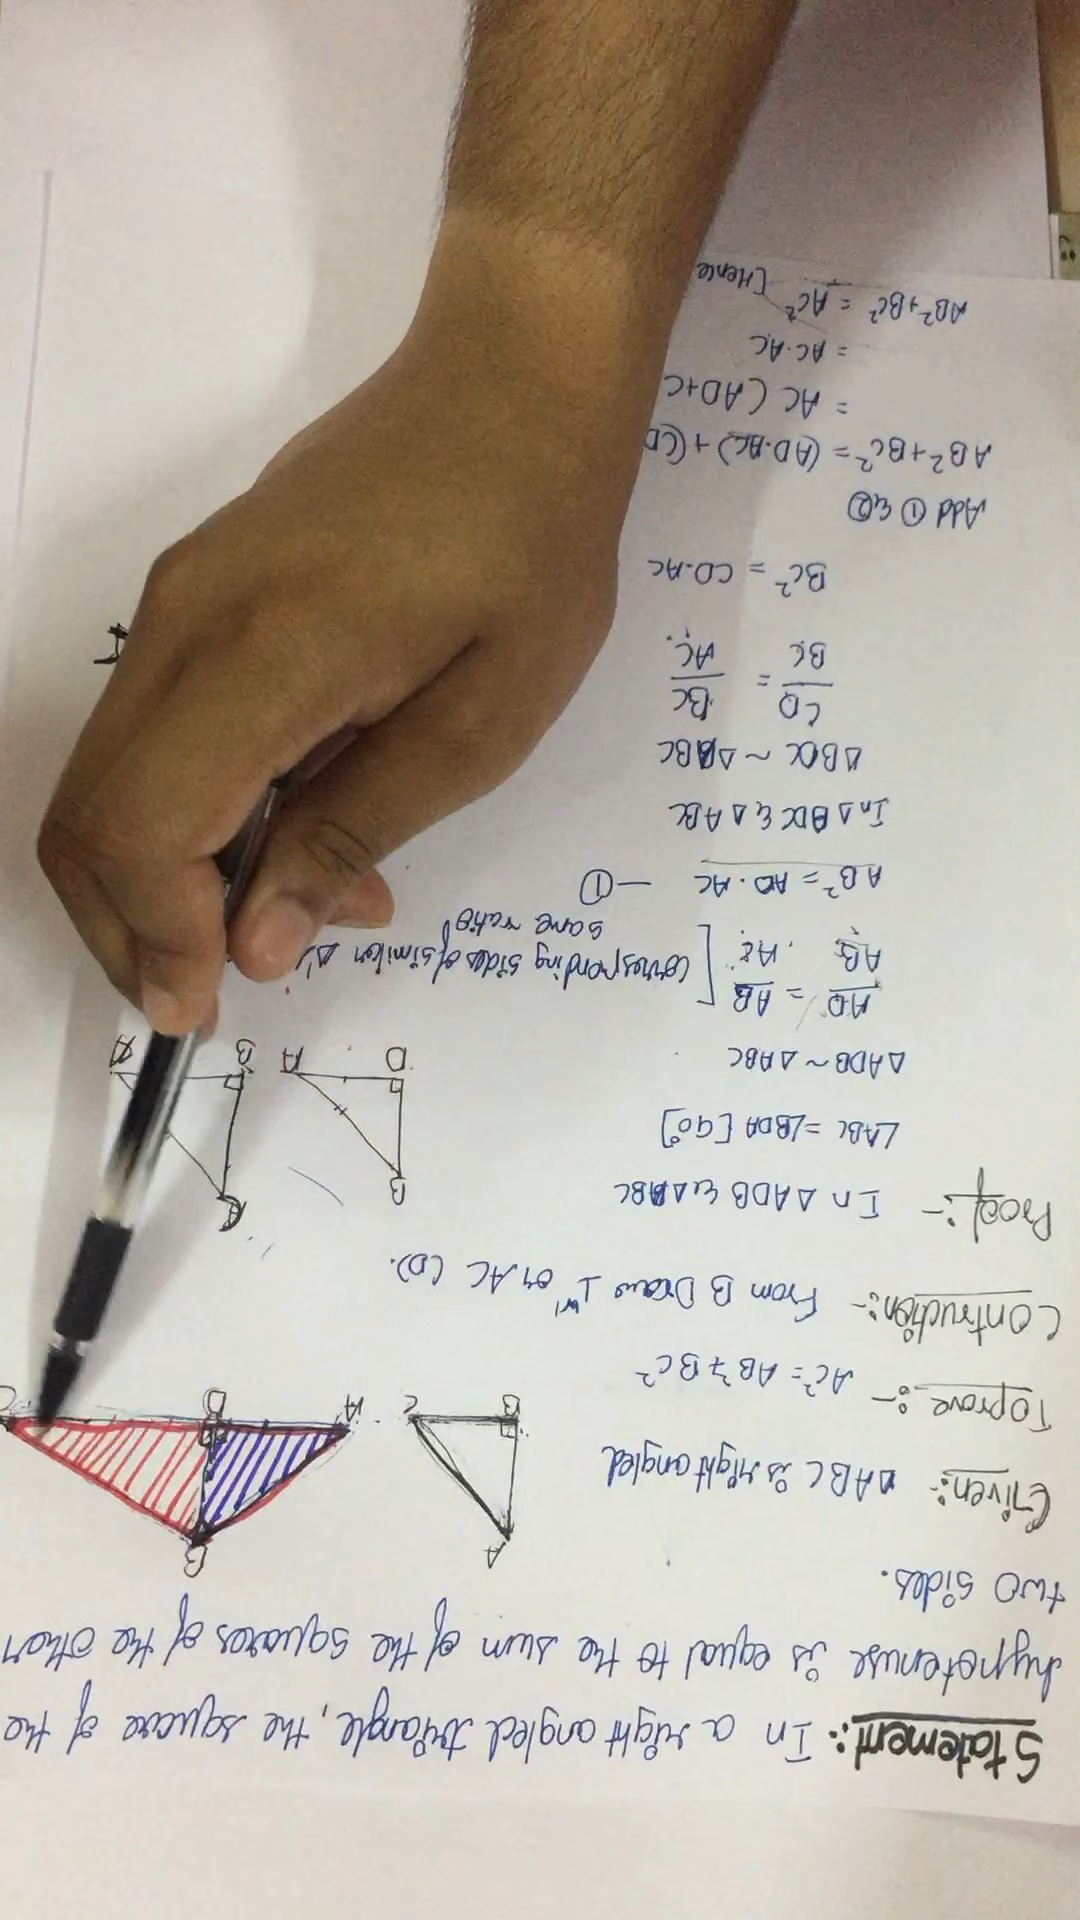 Statement:- In a right angled triangle, the square of the
hypotenuse is equal to the sum of the squares of the other
two sides.
Given:- △ABC is right angled
To prove:- AC² = AB² + BC²
Contruction:- From B Draw ⊥ on AC (D).
Proof:- In △ADB & △ABC
∠ABC = ∠BDA [90°]
△ADB ~ △ABC
AD/AB = AB/AC [corresponding sides of similar △'s
same ratio
AB² = AD.AC — ①
In △BDC & △ABC
△BDC ~ △ABC
CD/BC = BC/AC
BC² = CD.AC
Add ① & ②
AB² + BC² = (AD.AC) + (CD
= AC (AD+C
= AC.AC
AB² + BC² = AC² [Hence
A
B
C
B
A
D
C
B
D
A
C
B
A